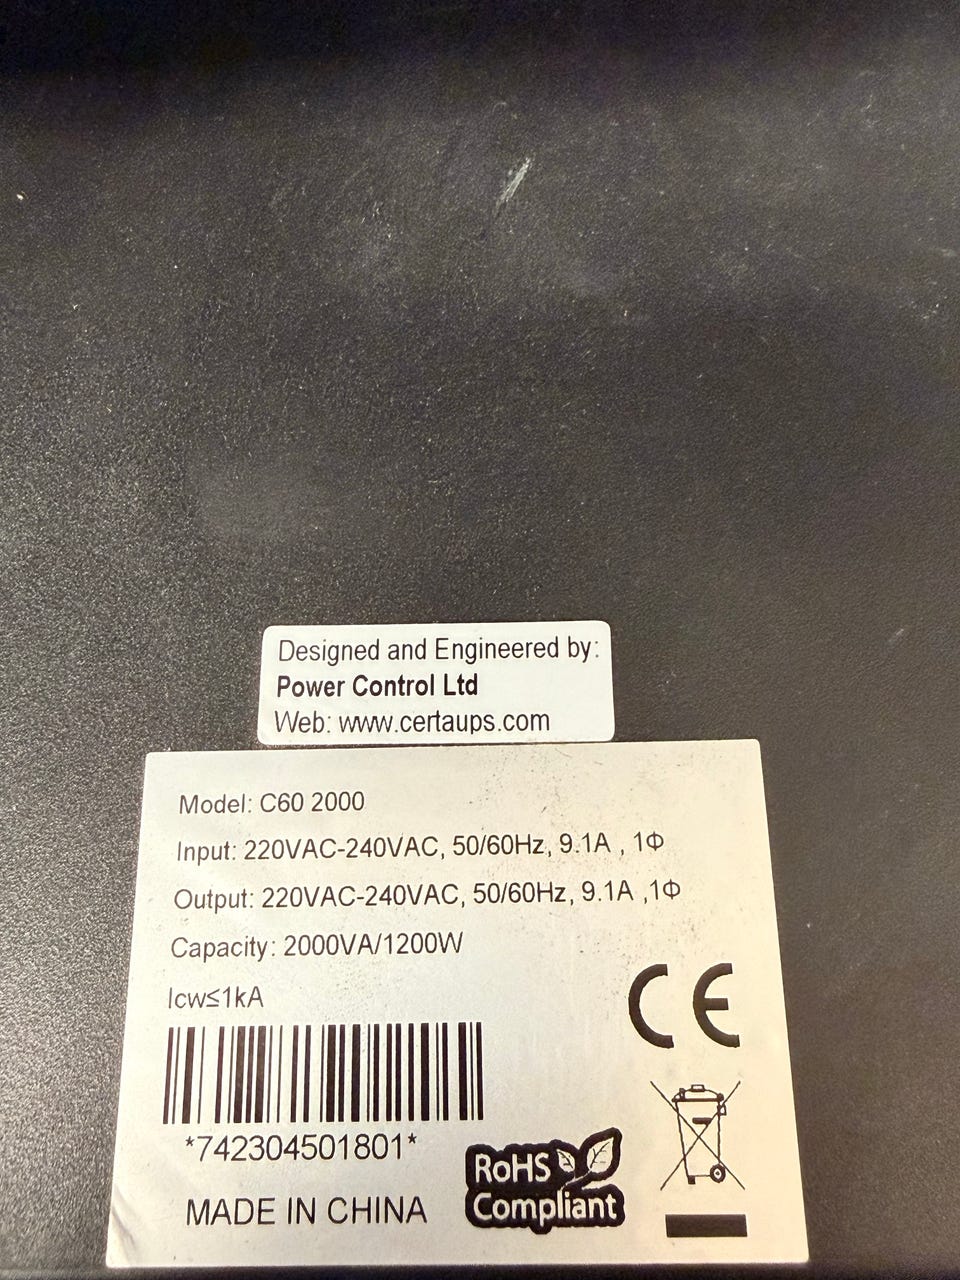 Designed and Engineered by:
Power Control Ltd
Web: www.certaups.com
Model: C60 2000
Input: 220VAC-240VAC, 50/60Hz, 9.1A , 1Φ
Output: 220VAC-240VAC, 50/60Hz, 9.1A ,1Φ
Capacity: 2000VA/1200W
Icw≤1kA
*742304501801*
MADE IN CHINA
CE
RoHS
Compliant